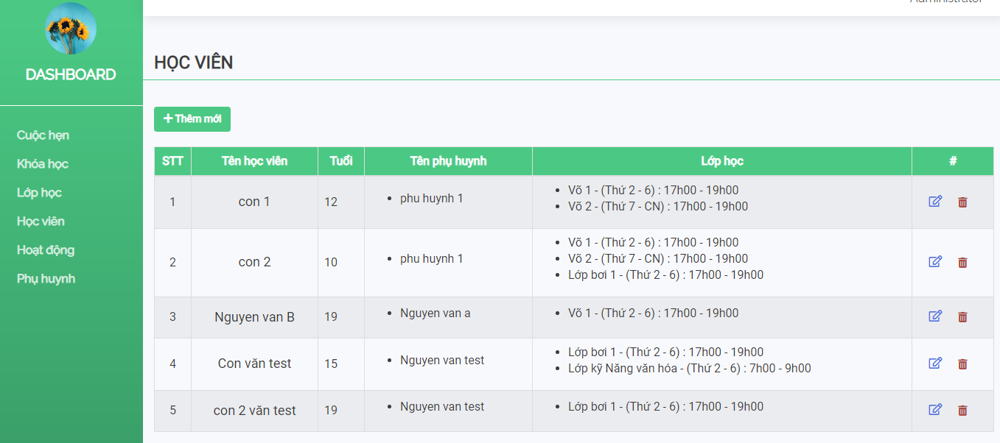 Administrator
DASHBOARD
Cuộc hẹn
Khóa học
Lớp học
Học viên
Hoạt động
Phụ huynh
HỌC VIÊN
+ Thêm mới
STT Tên học viên Tuổi Tên phụ huynh Lớp học #
1 con 1 12 • phu huynh 1 • Võ 1 - (Thứ 2 - 6) : 17h00 - 19h00
• Võ 2 - (Thứ 7 - CN) : 17h00 - 19h00
2 con 2 10 • phu huynh 1 • Võ 1 - (Thứ 2 - 6) : 17h00 - 19h00
• Võ 2 - (Thứ 7 - CN) : 17h00 - 19h00
• Lớp bơi 1 - (Thứ 2 - 6) : 17h00 - 19h00
3 Nguyen van B 19 • Nguyen van a • Võ 1 - (Thứ 2 - 6) : 17h00 - 19h00
4 Con văn test 15 • Nguyen van test • Lớp bơi 1 - (Thứ 2 - 6) : 17h00 - 19h00
• Lớp kỹ Năng văn hóa - (Thứ 2 - 6) : 7h00 - 9h00
5 con 2 văn test 19 • Nguyen van test • Lớp bơi 1 - (Thứ 2 - 6) : 17h00 - 19h00